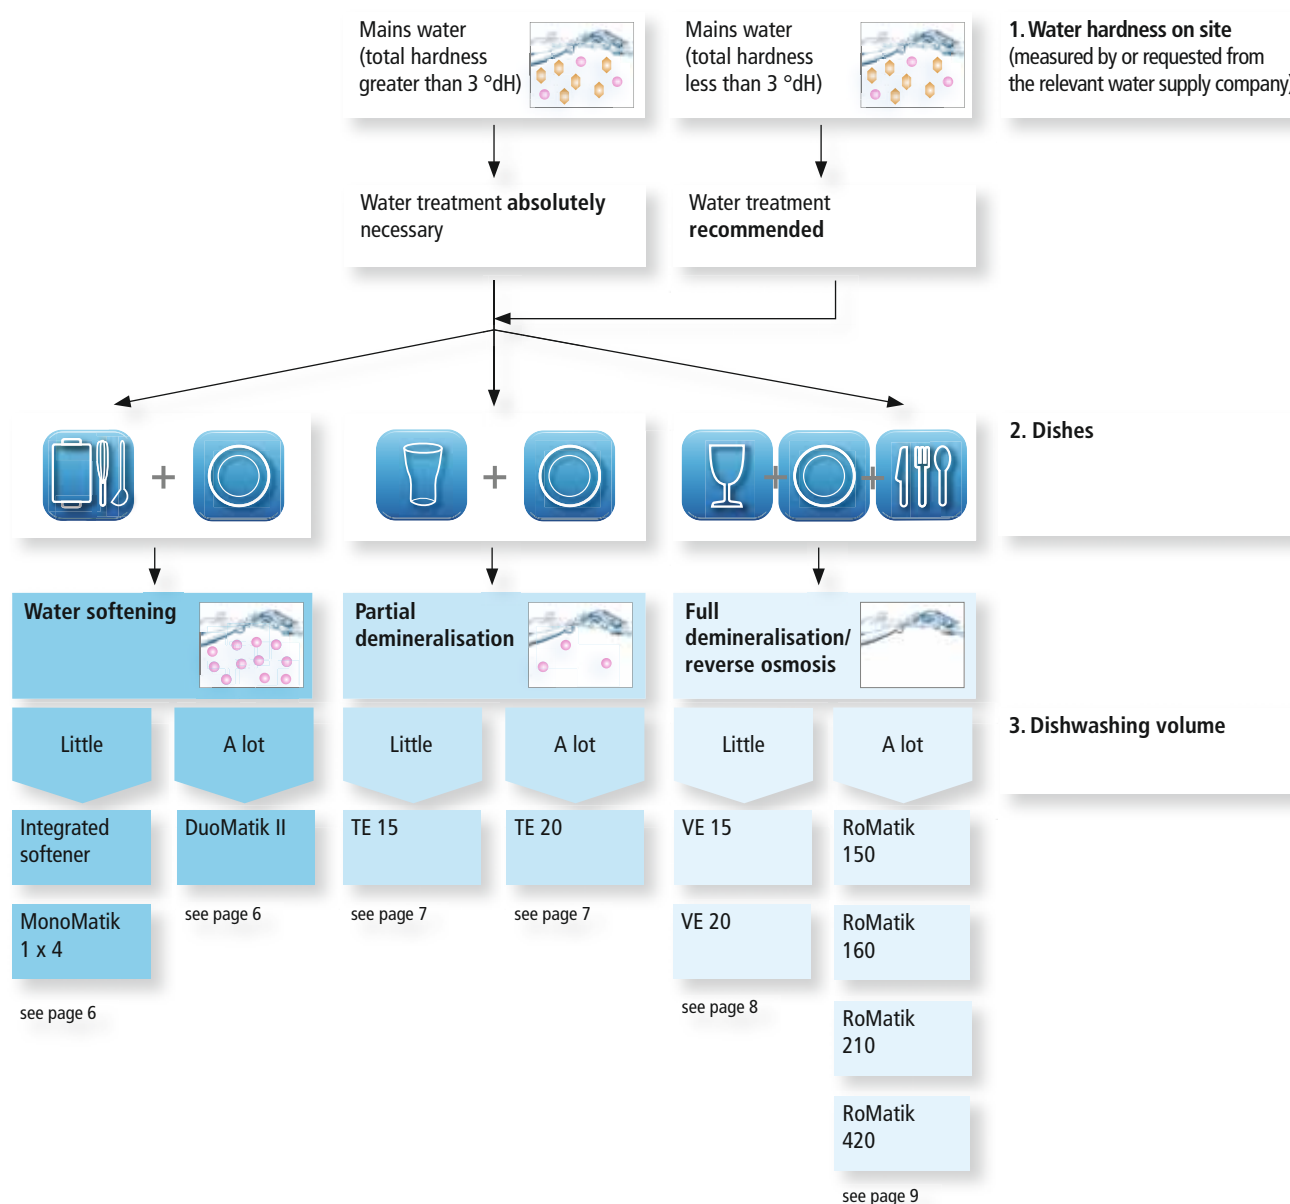 Mains water
(total hardness
greater than 3 °dH)
Mains water
(total hardness
less than 3 °dH)
1. Water hardness on site
(measured by or requested from
the relevant water supply company)
Water treatment absolutely
necessary
Water treatment
recommended
2. Dishes
Water softening
Partial
demineralisation
Full
demineralisation/
reverse osmosis
Little
A lot
Little
A lot
Little
A lot
3. Dishwashing volume
Integrated
softener
DuoMatik II
TE 15
TE 20
VE 15
RoMatik
150
MonoMatik
1 x 4
see page 6
see page 7
see page 7
VE 20
RoMatik
160
see page 6
see page 8
RoMatik
210
RoMatik
420
see page 9